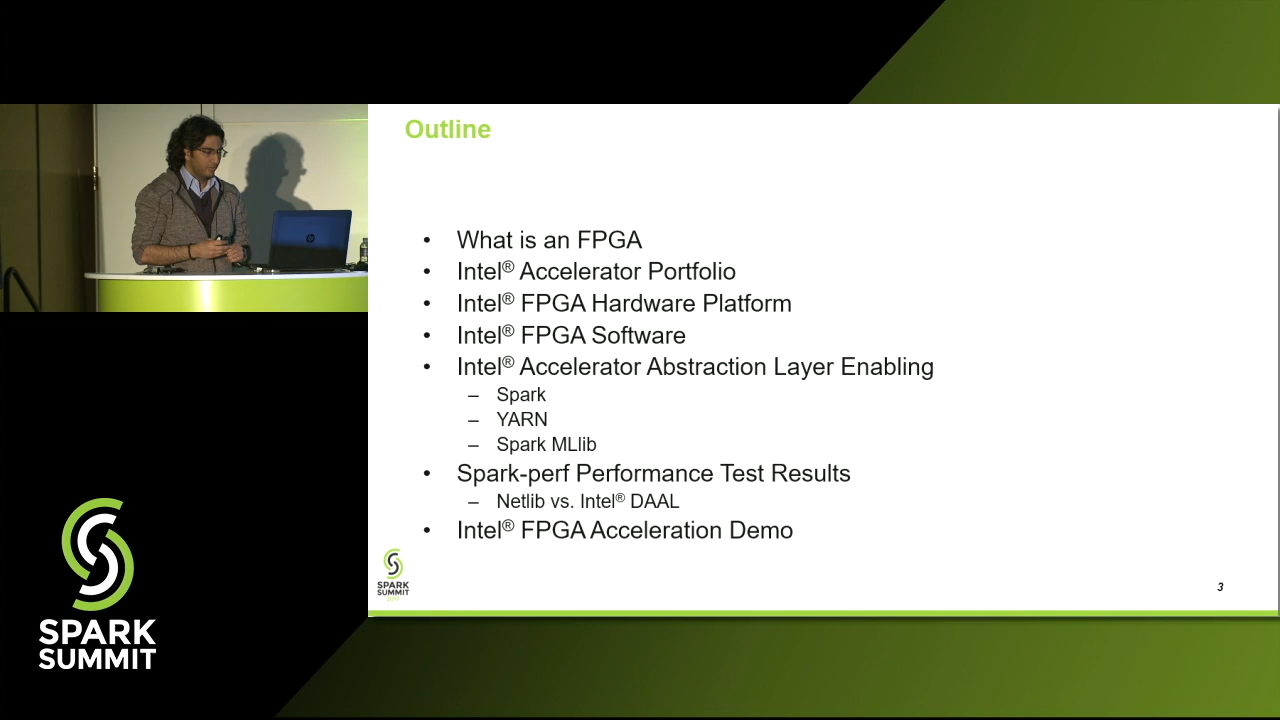 Outline
• What is an FPGA
• Intel® Accelerator Portfolio
• Intel® FPGA Hardware Platform
• Intel® FPGA Software
• Intel® Accelerator Abstraction Layer Enabling
– Spark
– YARN
– Spark MLlib
• Spark-perf Performance Test Results
– Netlib vs. Intel® DAAL
• Intel® FPGA Acceleration Demo
SPARK
SUMMIT
3
SPARK
SUMMIT